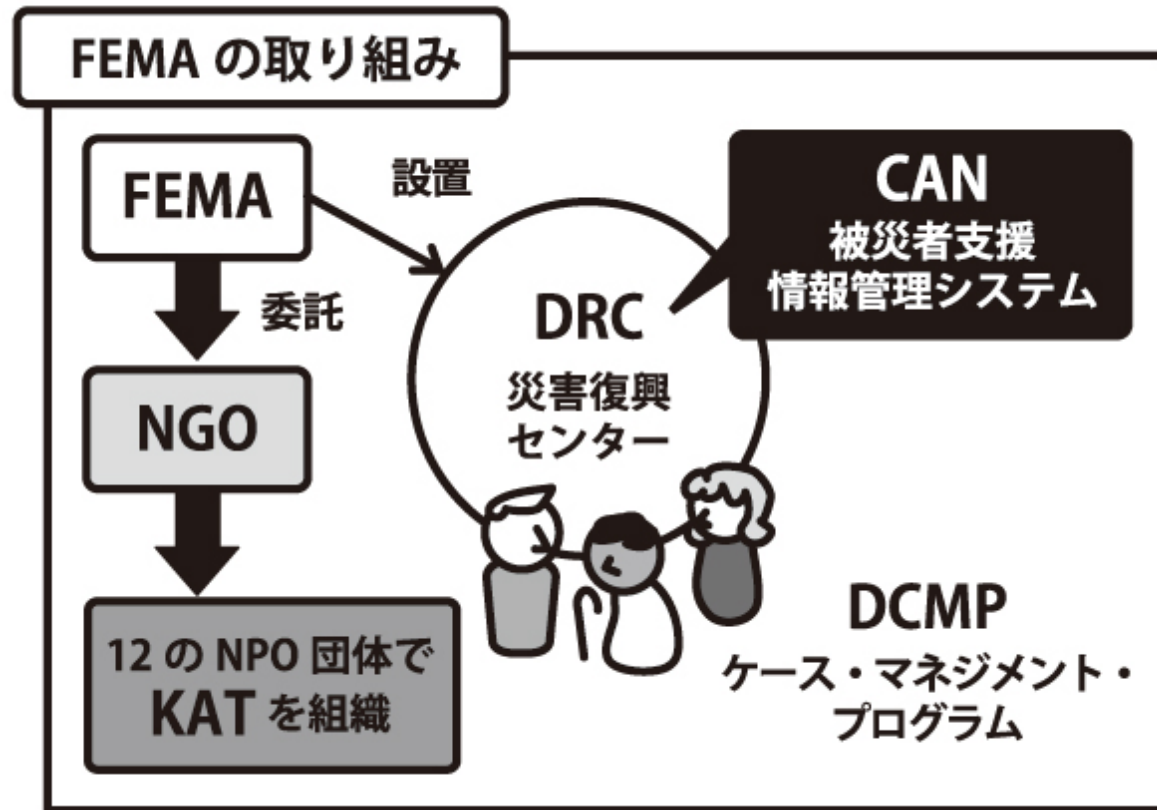 FEMA の取り組み
FEMA
設置
委託
NGO
12 の NPO 団体で
KAT を組織
CAN
被災者支援
情報管理システム
DRC
災害復興
センター
DCMP
ケース・マネジメント・
プログラム